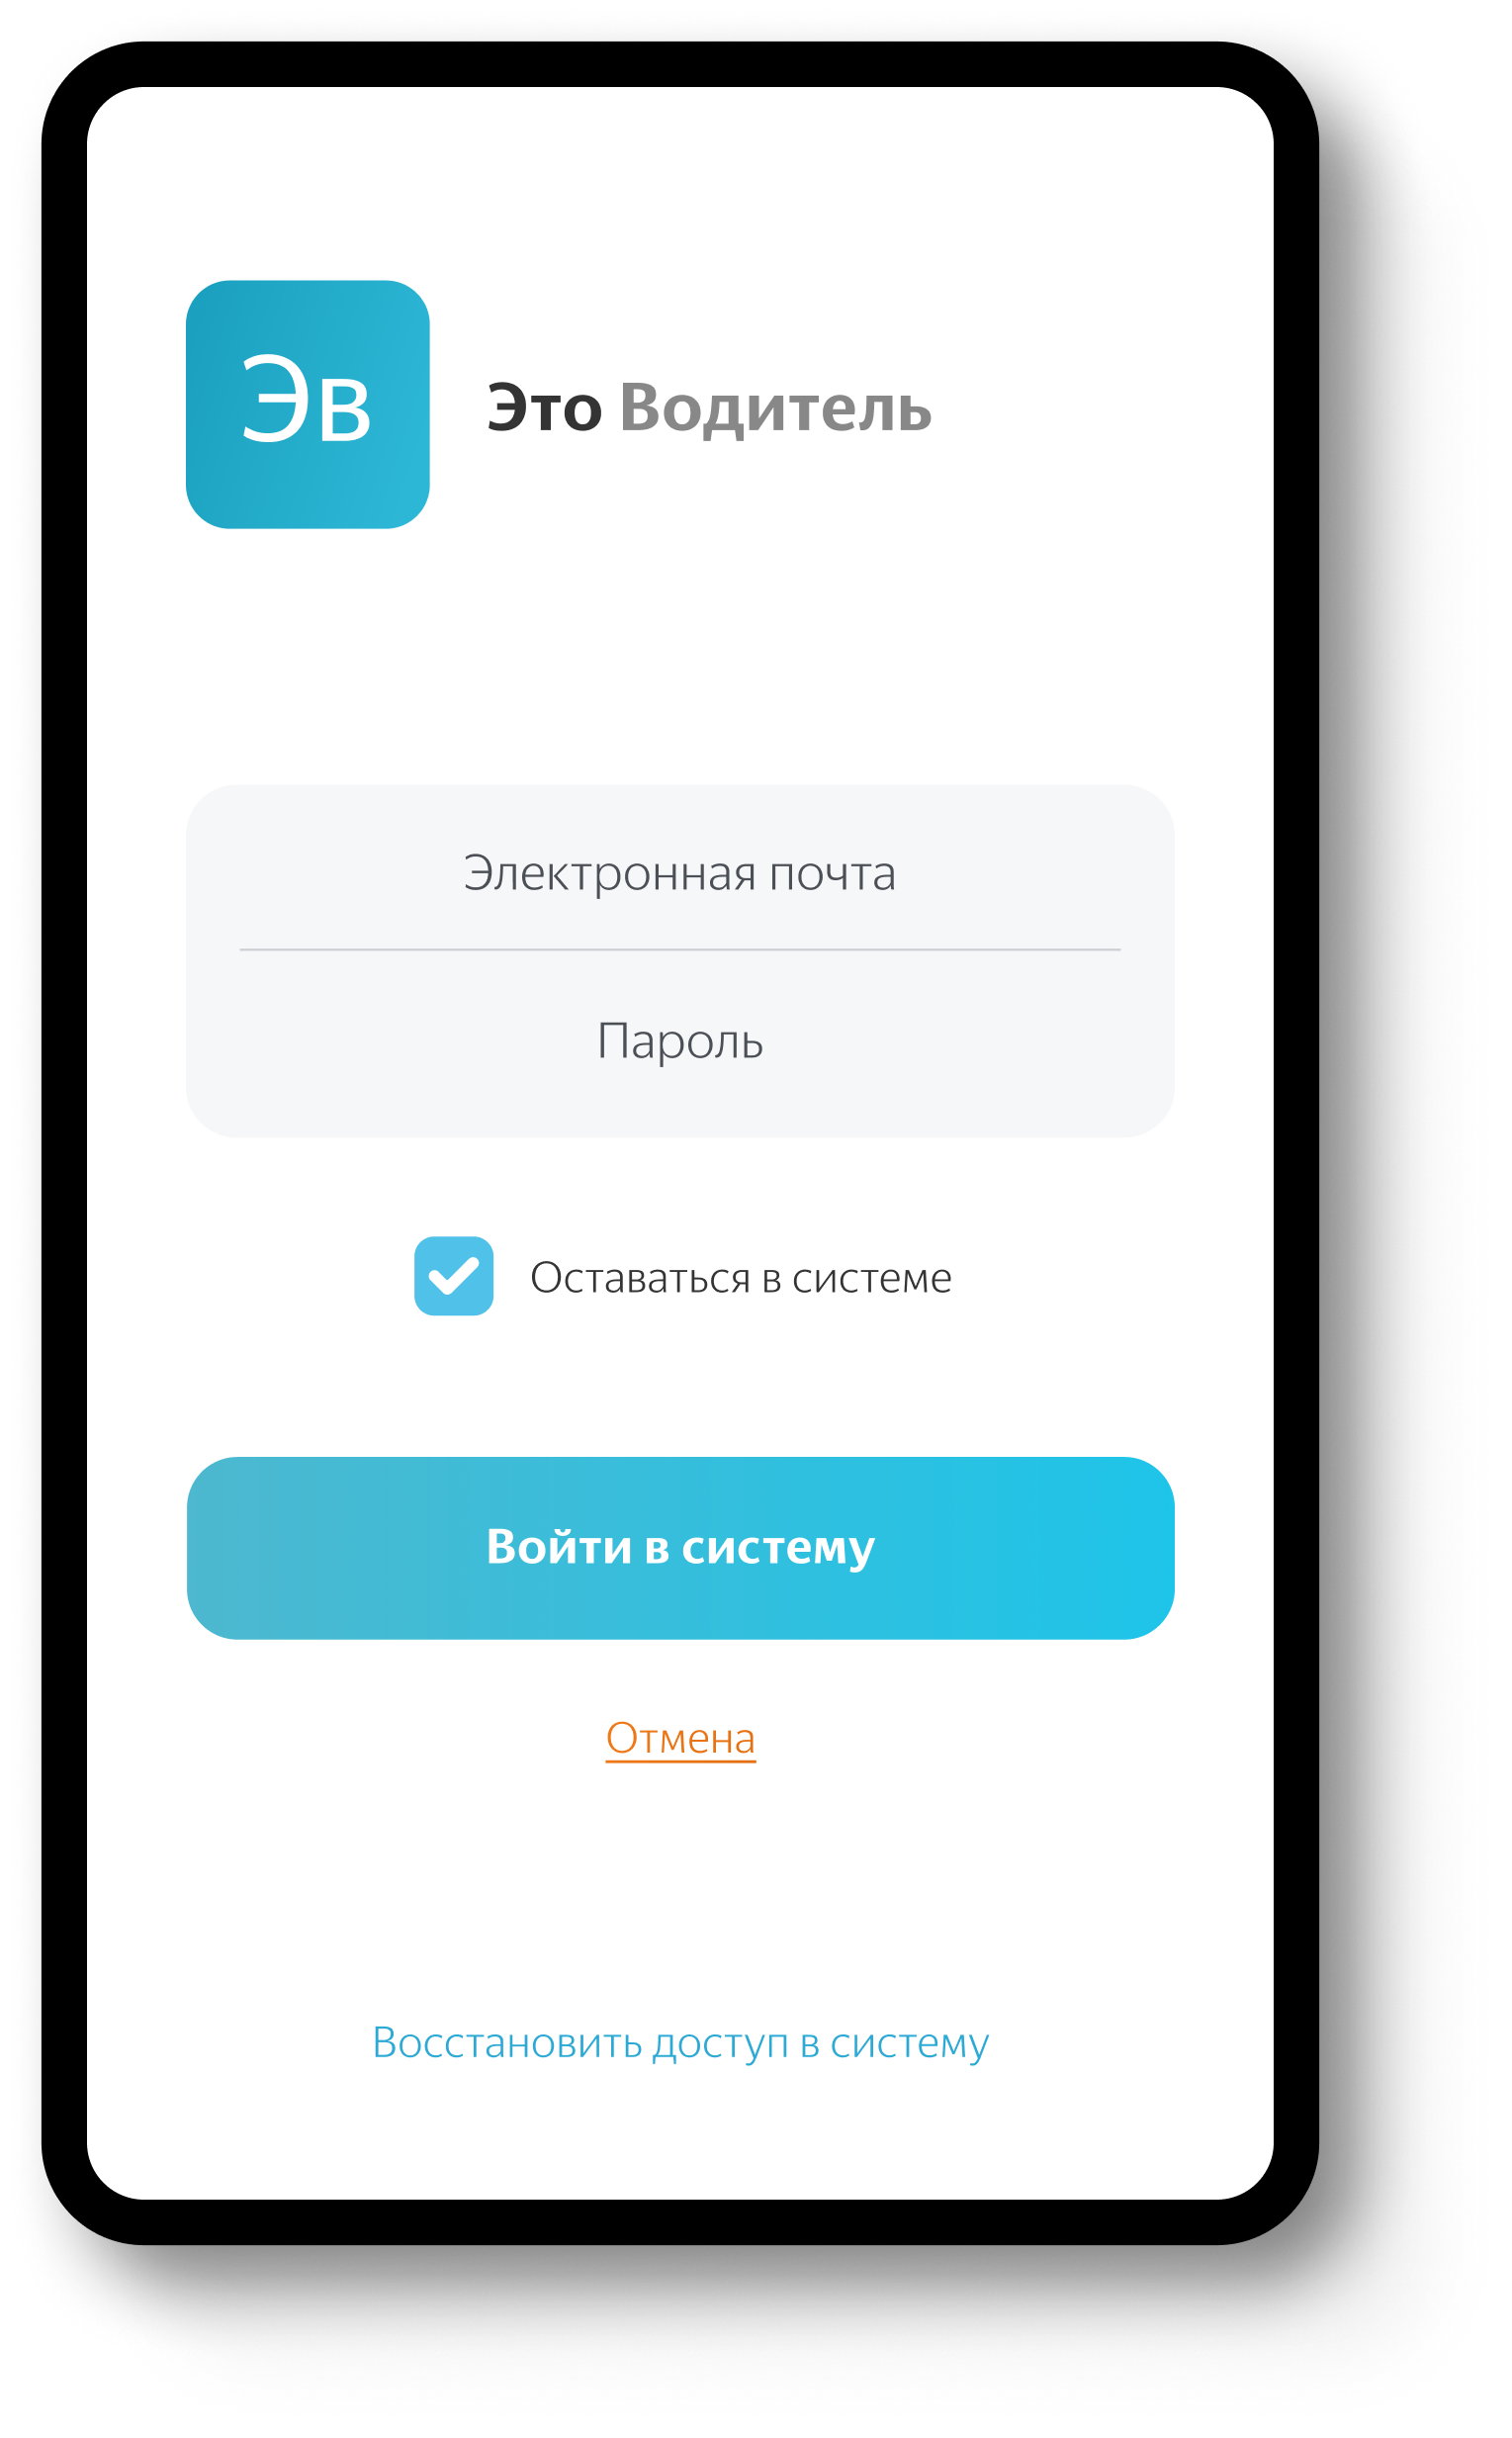 Эв
Это Водитель
Электронная почта
Пароль
Оставаться в системе
Войти в систему
Отмена
Восстановить доступ в систему